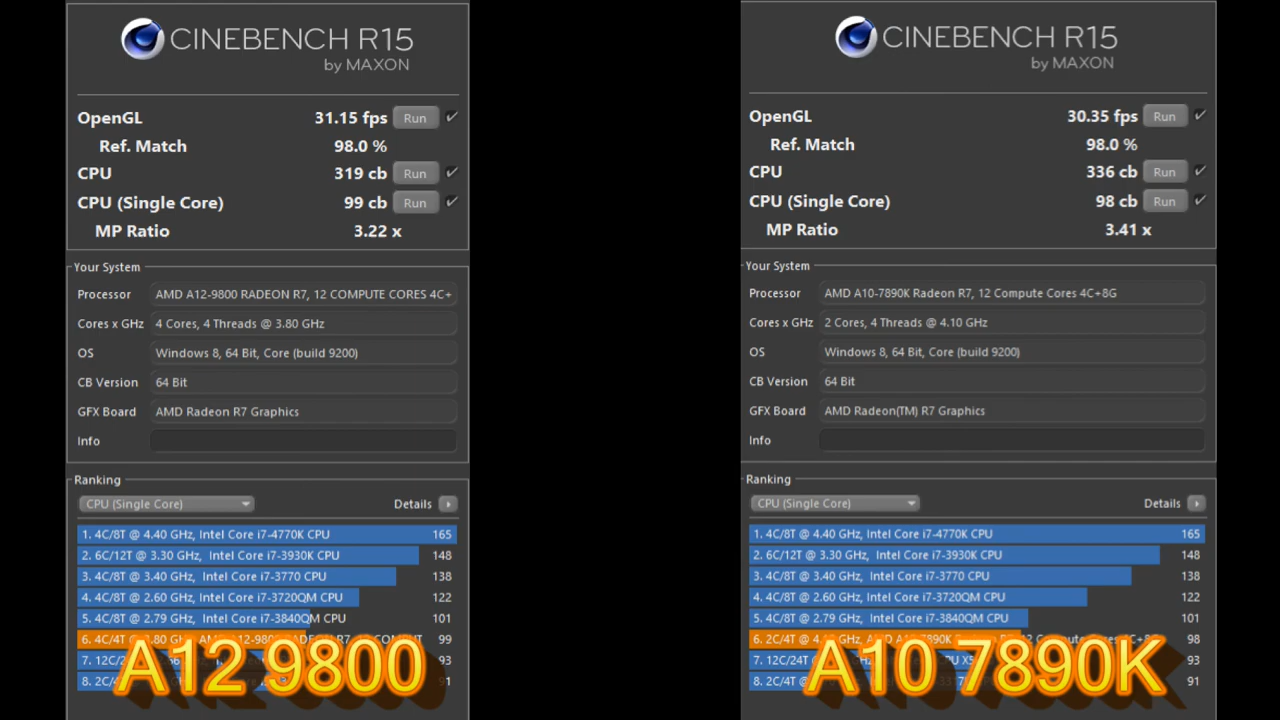 CINEBENCH R15
by MAXON
OpenGL 31.15 fps Run
Ref. Match 98.0 %
CPU 319 cb Run
CPU (Single Core) 99 cb Run
MP Ratio 3.22 x
Your System
Processor AMD A12-9800 RADEON R7, 12 COMPUTE CORES 4C+
Cores x GHz 4 Cores, 4 Threads @ 3.80 GHz
OS Windows 8, 64 Bit, Core (build 9200)
CB Version 64 Bit
GFX Board AMD Radeon R7 Graphics
Info
Ranking
CPU (Single Core) Details
1. 4C/8T @ 4.40 GHz, Intel Core i7-4770K CPU 165
2. 6C/12T @ 3.30 GHz, Intel Core i7-3930K CPU 148
3. 4C/8T @ 3.40 GHz, Intel Core i7-3770 CPU 138
4. 4C/8T @ 2.60 GHz, Intel Core i7-3720QM CPU 122
5. 4C/8T @ 2.79 GHz, Intel Core i7-3840QM CPU 101
6. 4C/4T @ 99
7. 93
8. 91
A12 9800
CINEBENCH R15
by MAXON
OpenGL 30.35 fps Run
Ref. Match 98.0 %
CPU 336 cb Run
CPU (Single Core) 98 cb Run
MP Ratio 3.41 x
Your System
Processor AMD A10-7890K Radeon R7, 12 Compute Cores 4C+8G
Cores x GHz 2 Cores, 4 Threads @ 4.10 GHz
OS Windows 8, 64 Bit, Core (build 9200)
CB Version 64 Bit
GFX Board AMD Radeon(TM) R7 Graphics
Info
Ranking
CPU (Single Core) Details
1. 4C/8T @ 4.40 GHz, Intel Core i7-4770K CPU 165
2. 6C/12T @ 3.30 GHz, Intel Core i7-3930K CPU 148
3. 4C/8T @ 3.40 GHz, Intel Core i7-3770 CPU 138
4. 4C/8T @ 2.60 GHz, Intel Core i7-3720QM CPU 122
5. 4C/8T @ 2.79 GHz, Intel Core i7-3840QM CPU 101
6. 2C/4T @ 98
7. 12C/24T 93
8. 91
A10 7890K